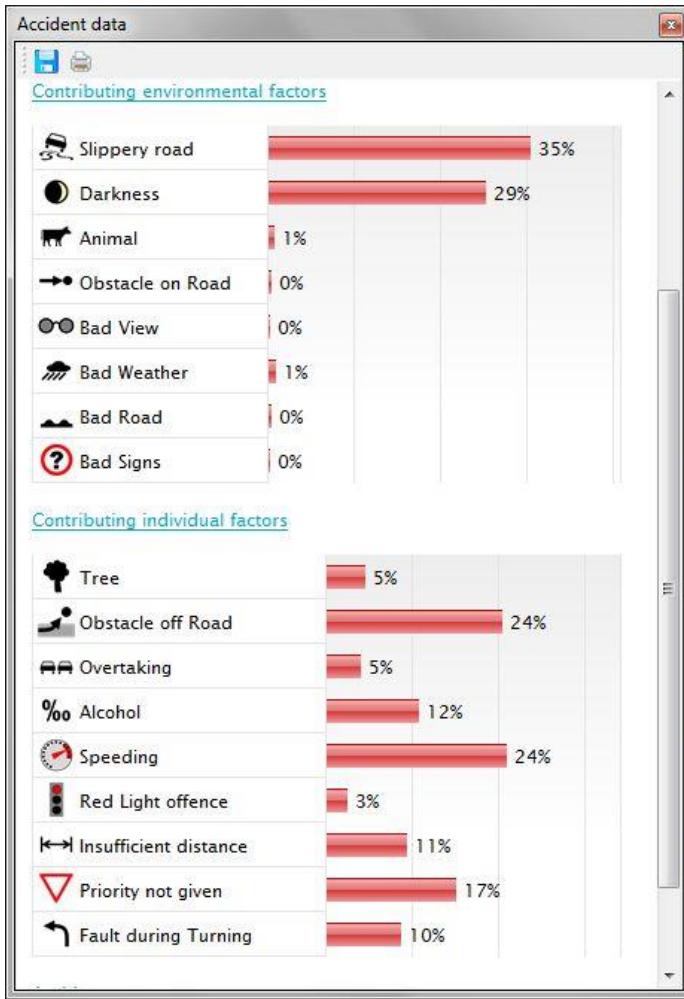 Accident data
Contributing environmental factors
Slippery road 35%
Darkness 29%
Animal 1%
Obstacle on Road 0%
Bad View 0%
Bad Weather 1%
Bad Road 0%
? Bad Signs 0%
Contributing individual factors
Tree 5%
Obstacle off Road 24%
Overtaking 5%
‰ Alcohol 12%
Speeding 24%
Red Light offence 3%
Insufficient distance 11%
Priority not given 17%
Fault during Turning 10%